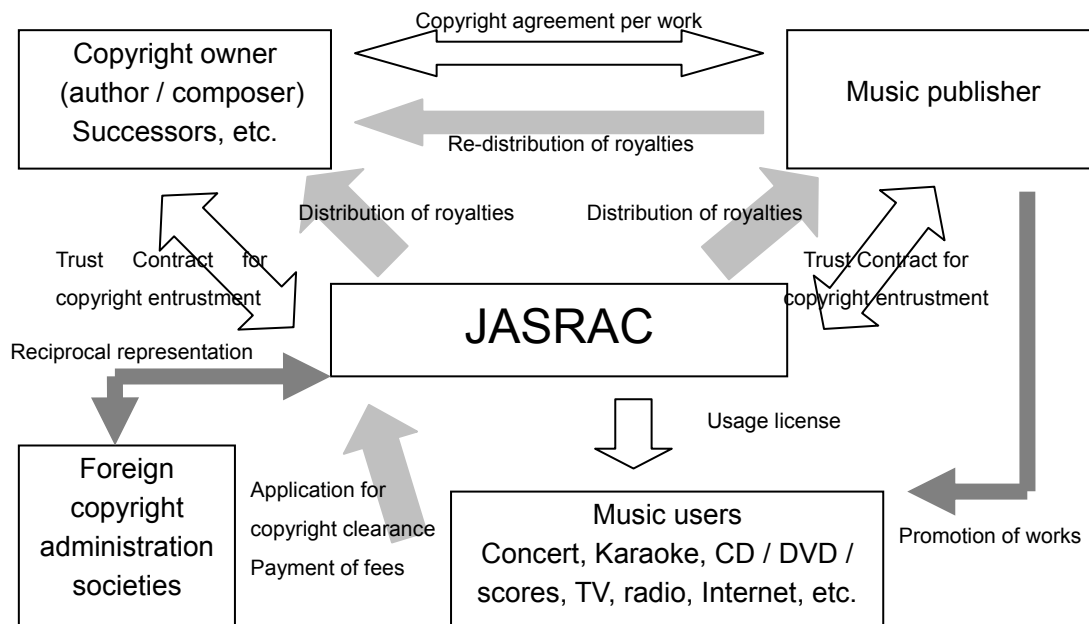 Copyright agreement per work
Copyright owner
(author / composer)
Successors, etc.
Music publisher
Re-distribution of royalties
Distribution of royalties
Distribution of royalties
Trust Contract for
copyright entrustment
Trust Contract for
copyright entrustment
JASRAC
Reciprocal representation
Usage license
Foreign
copyright
administration
societies
Application for
copyright clearance
Payment of fees
Music users
Concert, Karaoke, CD / DVD /
scores, TV, radio, Internet, etc.
Promotion of works